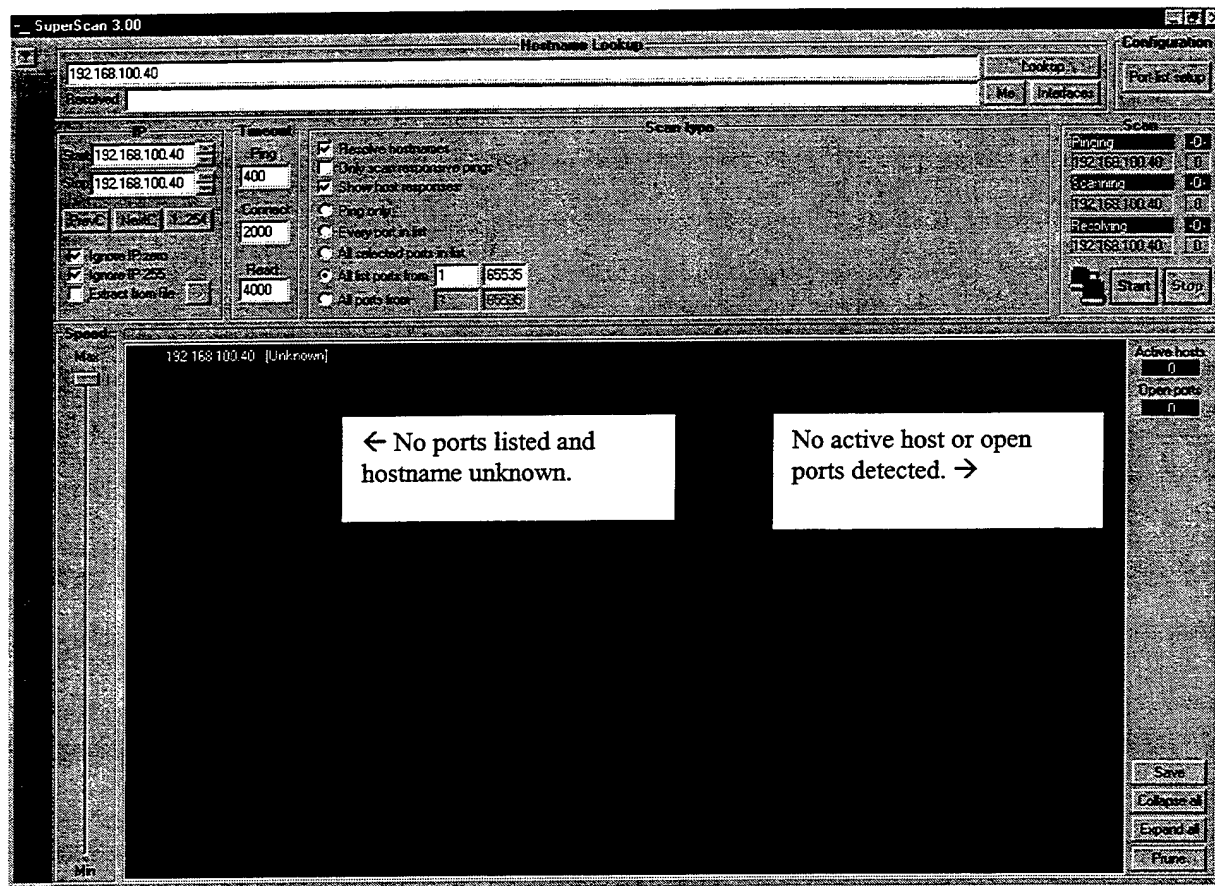 SuperScan 3.00
Hostname Lookup
Configuration
192.168.100.40
Lookup
Port list setup
Resolved
Me
Interfaces
IP
Timeout
Scan type
Scan
Start 192.168.100.40
Stop 192.168.100.40
PrevC NextC 1..254
Ignore IP zero
Ignore IP 255
Extract from file
Ping
400
Connect
2000
Read
4000
Resolve hostnames
Only scan responsive pings
Show host responses
Ping only
Every port in list
All selected ports in list
All list ports from 1 65535
All ports from 1 65535
Pinging 0
192.168.100.40 0
Scanning 0
192.168.100.40 0
Resolving 0
192.168.100.40 0
Start Stop
Speed
Max
Min
192.168.100.40 [Unknown]
← No ports listed and
hostname unknown.
No active host or open
ports detected. →
Active hosts
0
Open ports
0
Save
Collapse all
Expand all
Prune